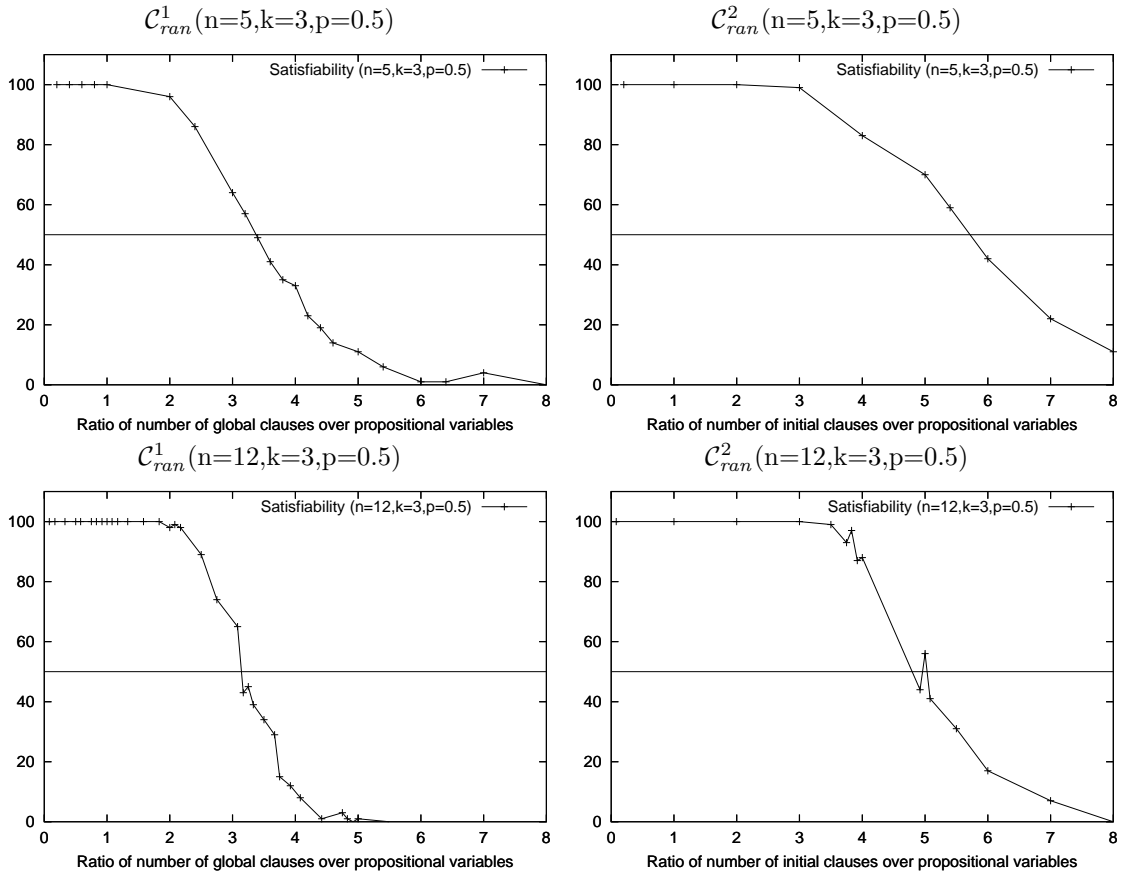 C¹ran(n=5,k=3,p=0.5)
Satisfiability (n=5,k=3,p=0.5)
100
80
60
40
20
0
0 1 2 3 4 5 6 7 8
Ratio of number of global clauses over propositional variables
C²ran(n=5,k=3,p=0.5)
Satisfiability (n=5,k=3,p=0.5)
100
80
60
40
20
0
0 1 2 3 4 5 6 7 8
Ratio of number of initial clauses over propositional variables
C¹ran(n=12,k=3,p=0.5)
Satisfiability (n=12,k=3,p=0.5)
100
80
60
40
20
0
0 1 2 3 4 5 6 7 8
Ratio of number of global clauses over propositional variables
C²ran(n=12,k=3,p=0.5)
Satisfiability (n=12,k=3,p=0.5)
100
80
60
40
20
0
0 1 2 3 4 5 6 7 8
Ratio of number of initial clauses over propositional variables